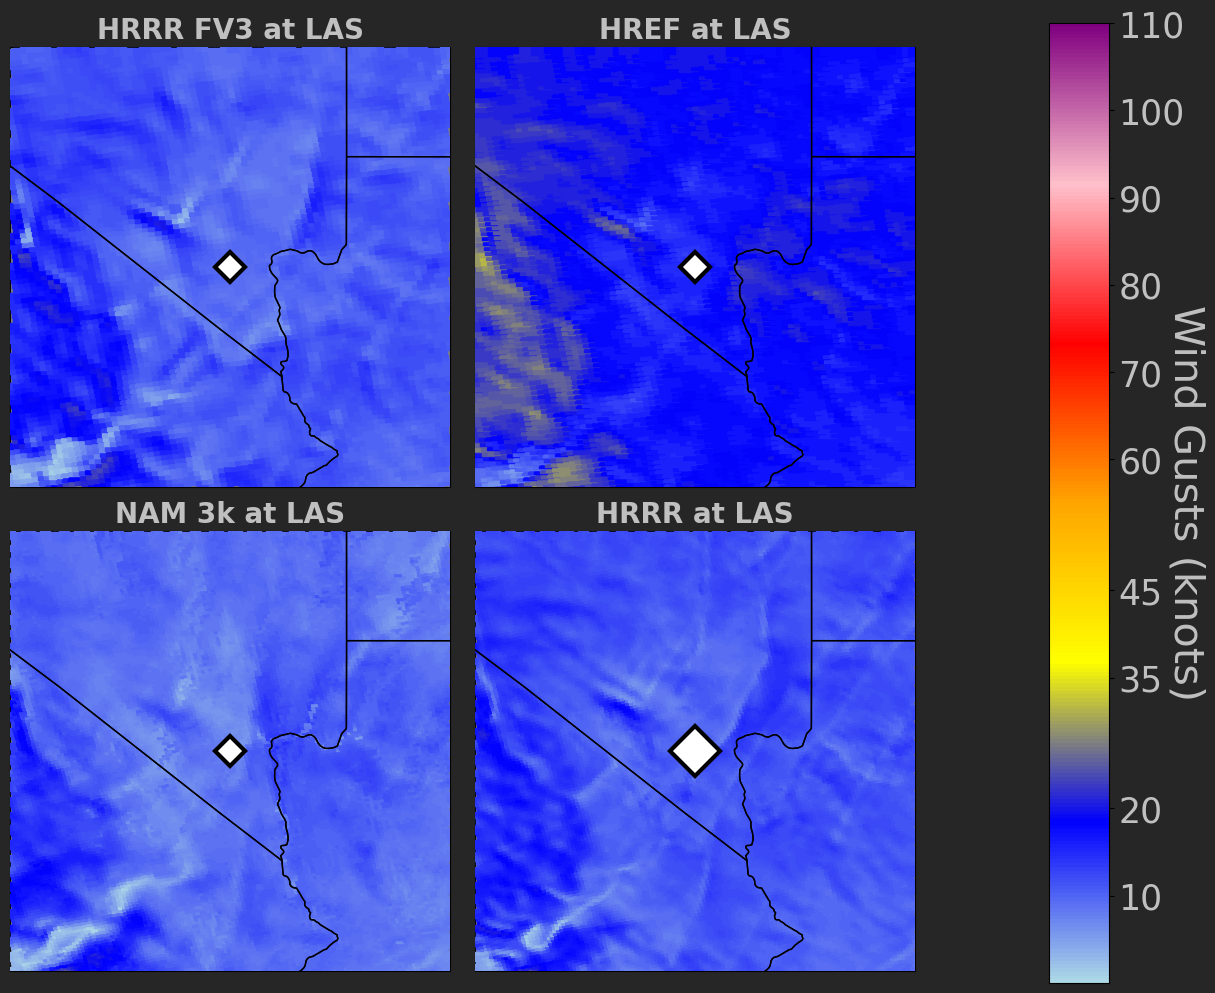 HRRR FV3 at LAS
HREF at LAS
NAM 3k at LAS
HRRR at LAS
110
100
90
80
70
60
45
35
20
10
Wind Gusts (knots)